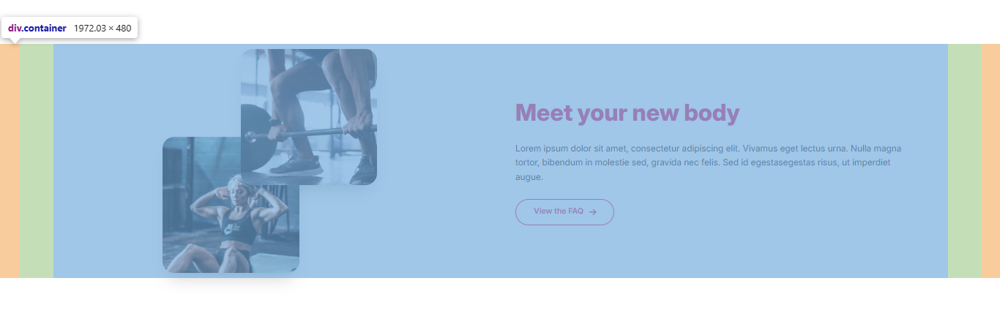 div.container 1972.03 × 480
Meet your new body
Lorem ipsum dolor sit amet, consectetur adipiscing elit. Vivamus eget lectus urna. Nulla magna
tortor, bibendum in molestie sed, gravida nec felis. Sed id egestasegestas risus, ut imperdiet
augue.
View the FAQ →